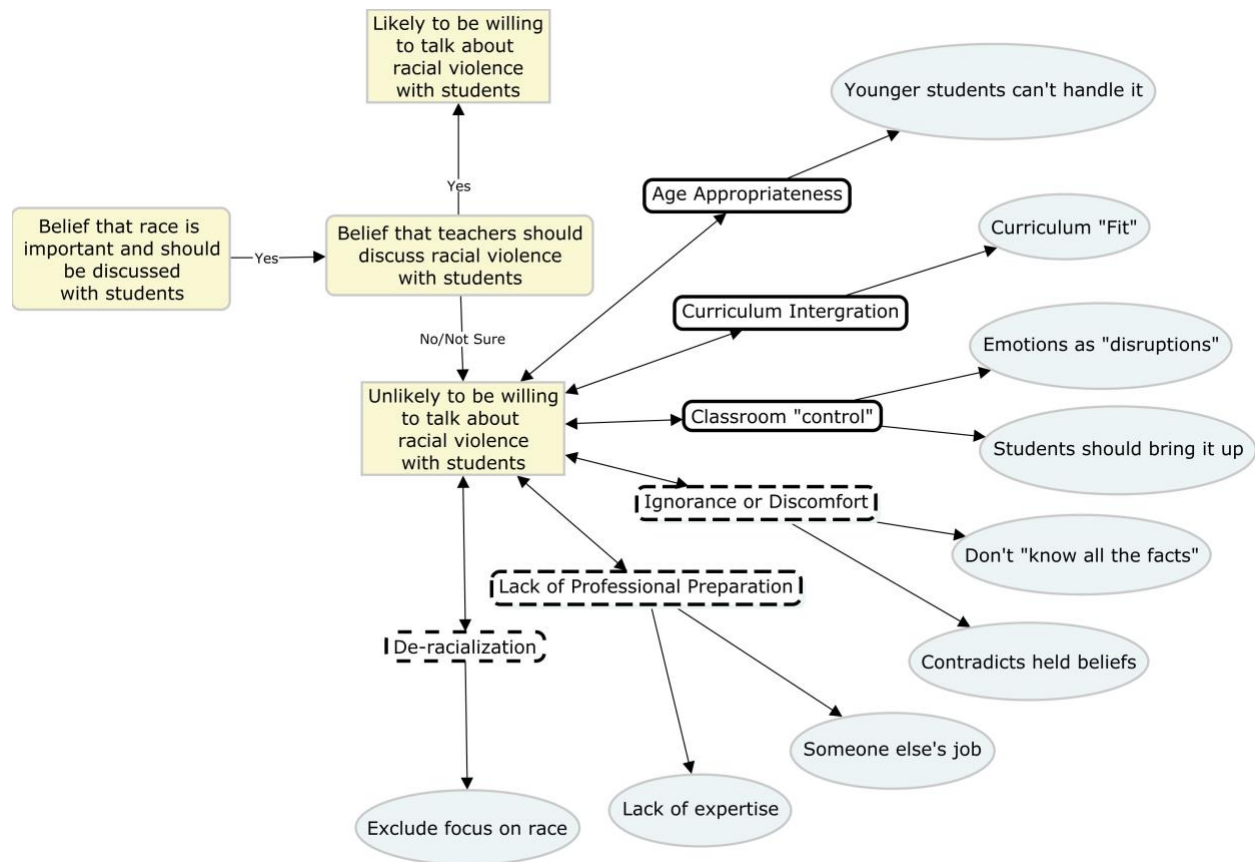 Likely to be willing
to talk about
racial violence
with students
Younger students can't handle it
Yes
Age Appropriateness
Belief that race is
important and should
be discussed
with students
Yes
Belief that teachers should
discuss racial violence
with students
Curriculum "Fit"
Curriculum Intergration
No/Not Sure
Emotions as "disruptions"
Unlikely to be willing
to talk about
racial violence
with students
Classroom "control"
Students should bring it up
Ignorance or Discomfort
Don't "know all the facts"
Lack of Professional Preparation
De-racialization
Contradicts held beliefs
Someone else's job
Lack of expertise
Exclude focus on race